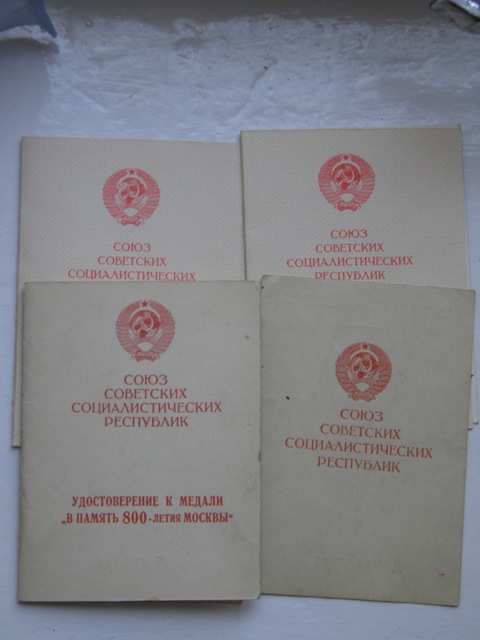 СОЮЗ
СОВЕТСКИХ
СОЦИАЛИСТИЧЕСКИХ
СОЮЗ
СОВЕТСКИХ
СОЦИАЛИСТИЧЕСКИХ
РЕСПУБЛИК
СОЮЗ
СОВЕТСКИХ
СОЦИАЛИСТИЧЕСКИХ
РЕСПУБЛИК
УДОСТОВЕРЕНИЕ К МЕДАЛИ
„В ПАМЯТЬ 800-ЛЕТИЯ МОСКВЫ“
СОЮЗ
СОВЕТСКИХ
СОЦИАЛИСТИЧЕСКИХ
РЕСПУБЛИК